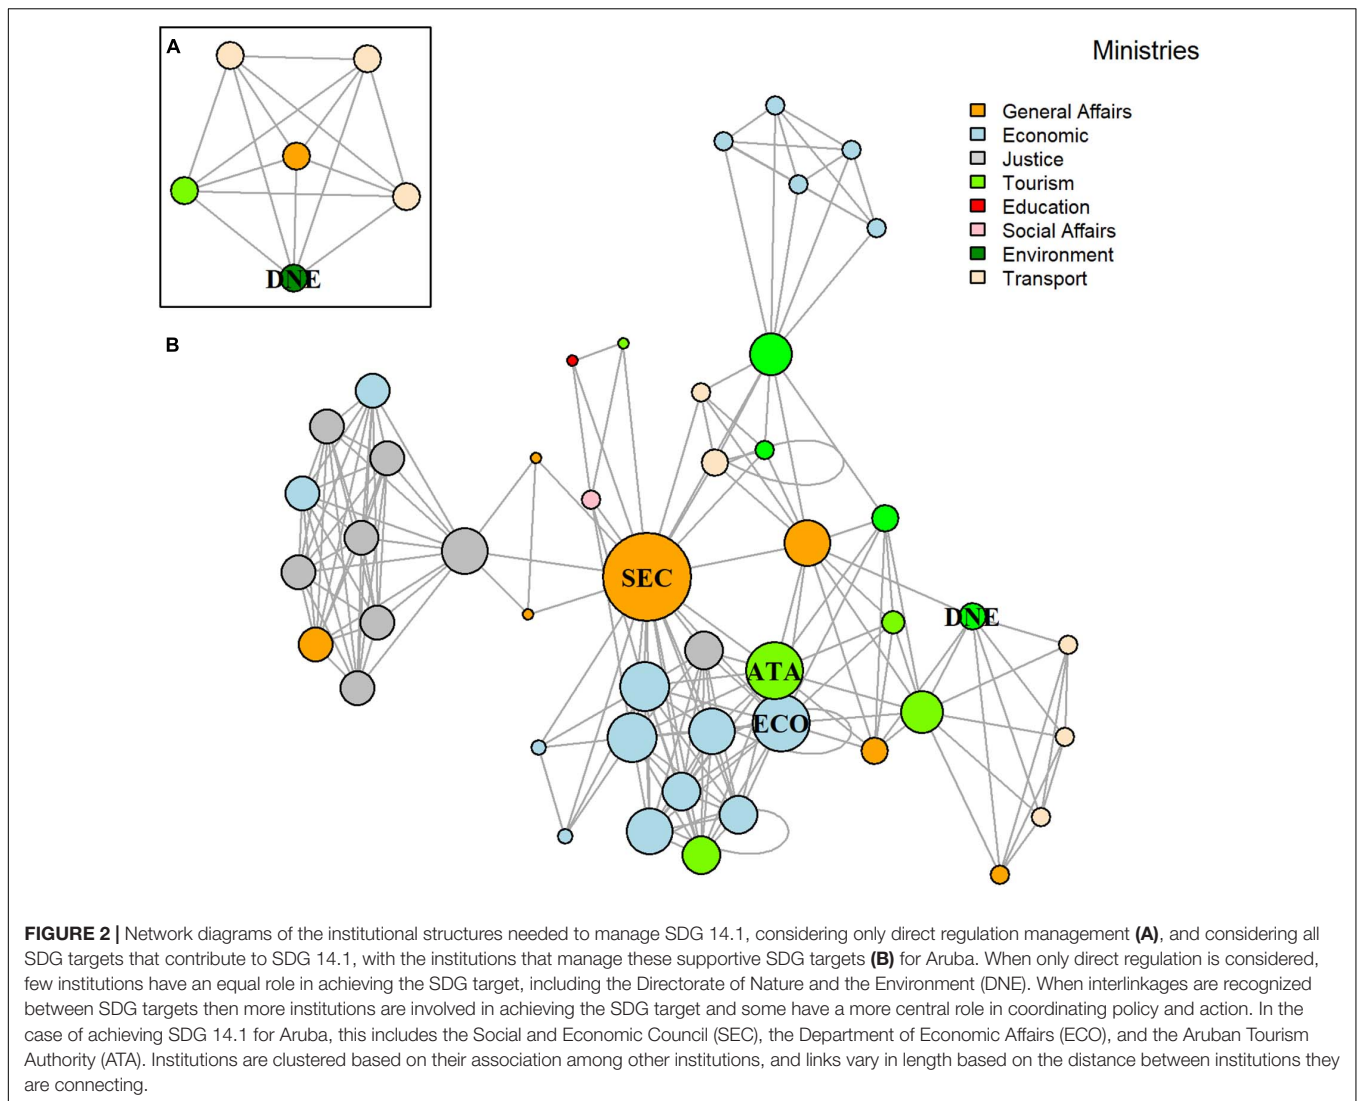 A
DNE
Ministries
General Affairs
Economic
Justice
Tourism
Education
Social Affairs
Environment
Transport
B
SEC
ATA
ECO
DNE
FIGURE 2 | Network diagrams of the institutional structures needed to manage SDG 14.1, considering only direct regulation management (A), and considering all
SDG targets that contribute to SDG 14.1, with the institutions that manage these supportive SDG targets (B) for Aruba. When only direct regulation is considered,
few institutions have an equal role in achieving the SDG target, including the Directorate of Nature and the Environment (DNE). When interlinkages are recognized
between SDG targets then more institutions are involved in achieving the SDG target and some have a more central role in coordinating policy and action. In the
case of achieving SDG 14.1 for Aruba, this includes the Social and Economic Council (SEC), the Department of Economic Affairs (ECO), and the Aruban Tourism
Authority (ATA). Institutions are clustered based on their association among other institutions, and links vary in length based on the distance between institutions they
are connecting.